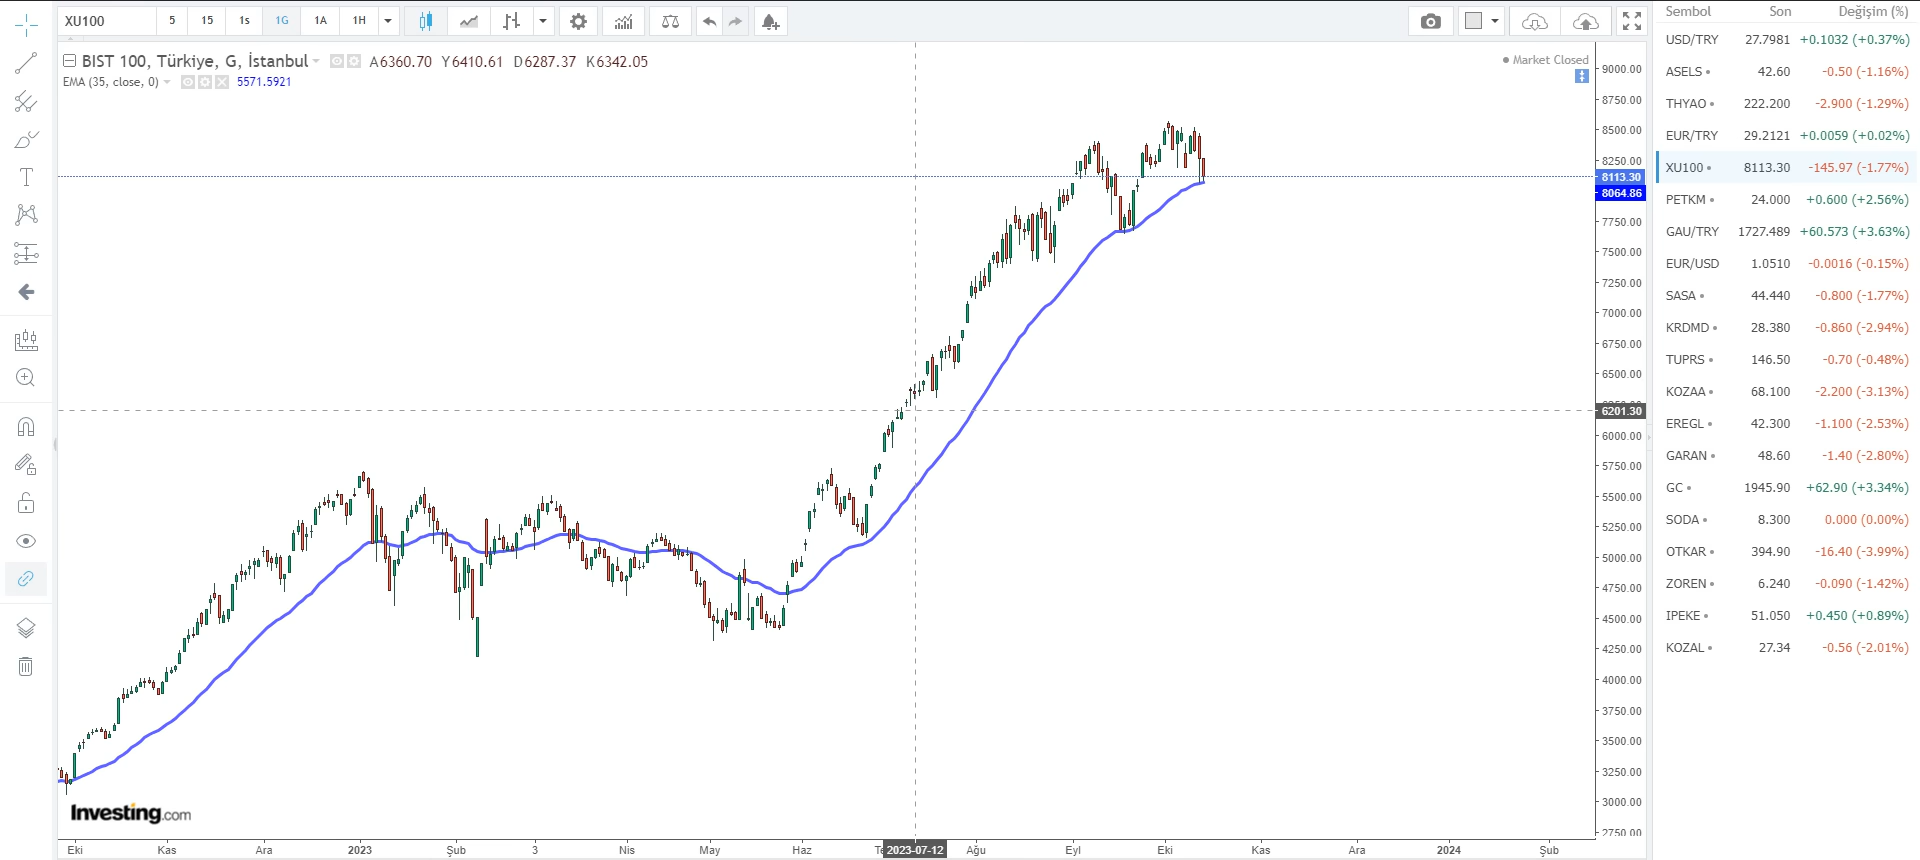 XU100 5 15 1s 1G 1A 1H
BIST 100, Türkiye, G, İstanbul A6360.70 Y6410.61 D6287.37 K6342.05
EMA (35, close, 0) 5571.5921
Market Closed
9000.00
8750.00
8500.00
8250.00
8113.30
8064.86
7750.00
7500.00
7250.00
7000.00
6750.00
6500.00
6201.30
6000.00
5750.00
5500.00
5250.00
5000.00
4750.00
4500.00
4250.00
4000.00
3750.00
3500.00
3250.00
3000.00
2750.00
Investing.com
Eki Kas Ara 2023 Şub 3 Nis May Haz 2023-07-12 Ağu Eyl Eki Kas Ara 2024 Şub
Sembol Son Değişim (%)
USD/TRY 27.7981 +0.1032 (+0.37%)
ASELS 42.60 -0.50 (-1.16%)
THYAO 222.200 -2.900 (-1.29%)
EUR/TRY 29.2121 +0.0059 (+0.02%)
XU100 8113.30 -145.97 (-1.77%)
PETKM 24.000 +0.600 (+2.56%)
GAU/TRY 1727.489 +60.573 (+3.63%)
EUR/USD 1.0510 -0.0016 (-0.15%)
SASA 44.440 -0.800 (-1.77%)
KRDMD 28.380 -0.860 (-2.94%)
TUPRS 146.50 -0.70 (-0.48%)
KOZAA 68.100 -2.200 (-3.13%)
EREGL 42.300 -1.100 (-2.53%)
GARAN 48.60 -1.40 (-2.80%)
GC 1945.90 +62.90 (+3.34%)
SODA 8.300 0.000 (0.00%)
OTKAR 394.90 -16.40 (-3.99%)
ZOREN 6.240 -0.090 (-1.42%)
IPEKE 51.050 +0.450 (+0.89%)
KOZAL 27.34 -0.56 (-2.01%)